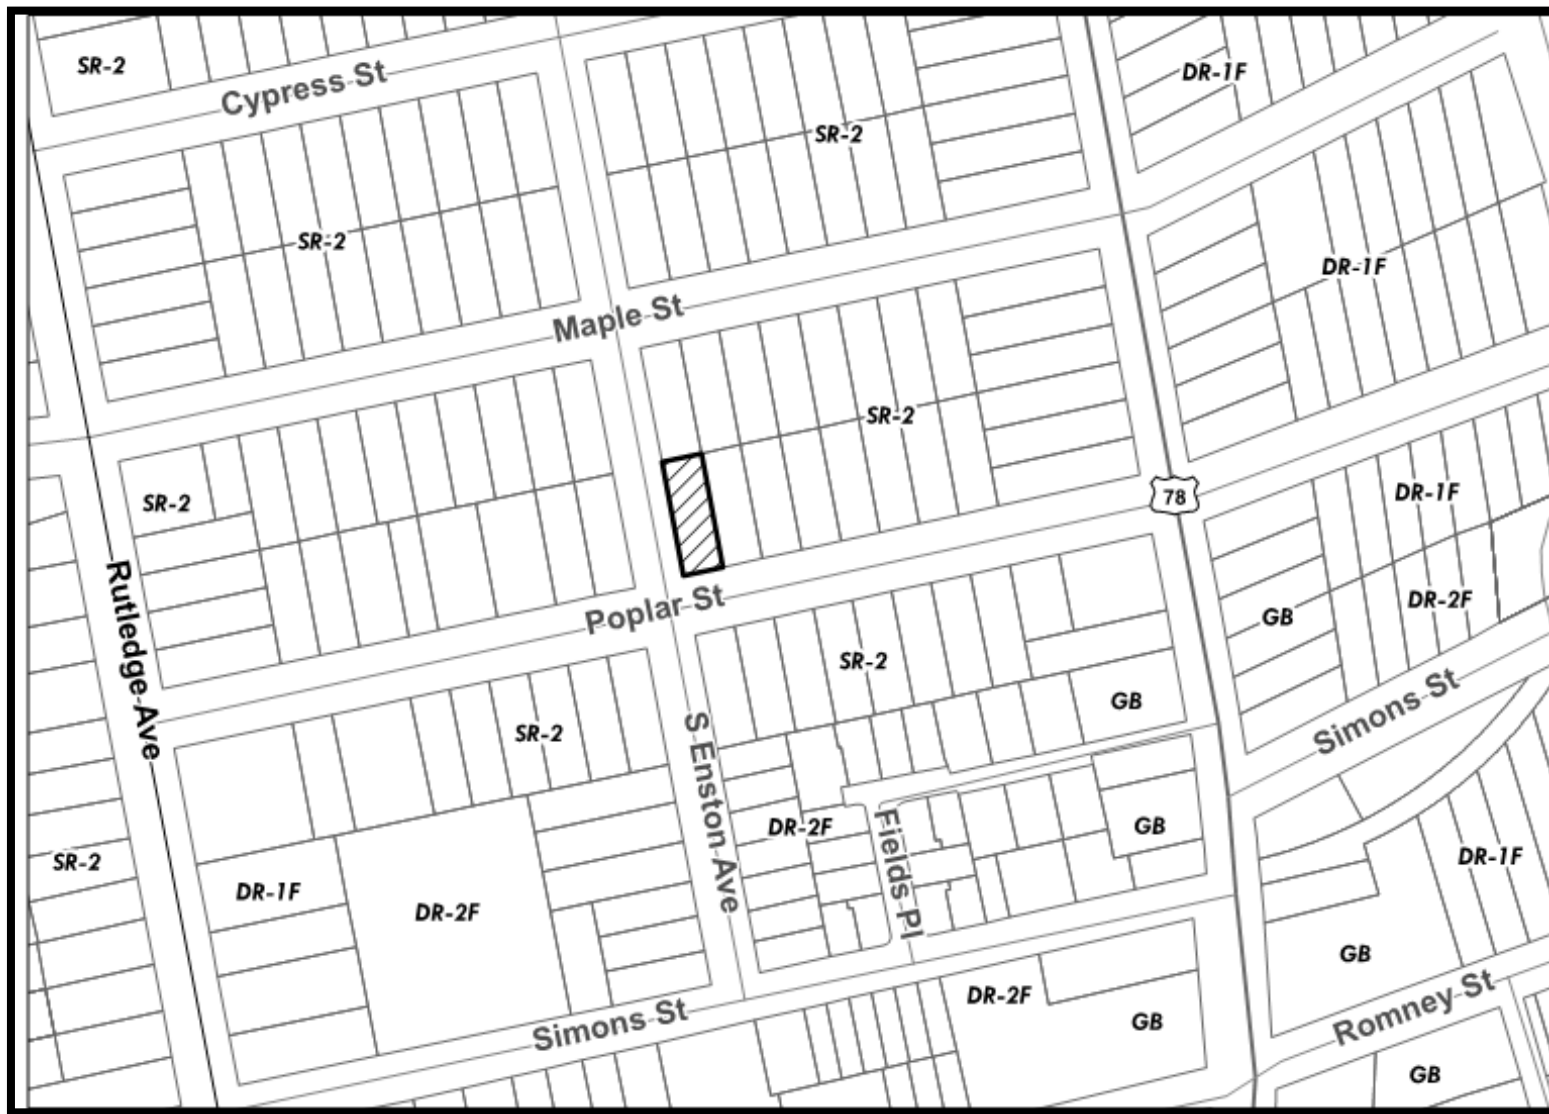 SR-2
Cypress St
DR-1F
SR-2
SR-2
DR-1F
Maple St
SR-2
SR-2
78
DR-1F
Rutledge Ave
Poplar St
GB
DR-2F
SR-2
GB
SR-2
S Enston Ave
Simons St
DR-2F
Fields Pl
GB
SR-2
DR-1F
DR-2F
DR-1F
GB
DR-2F
Simons St
GB
Romney St
GB